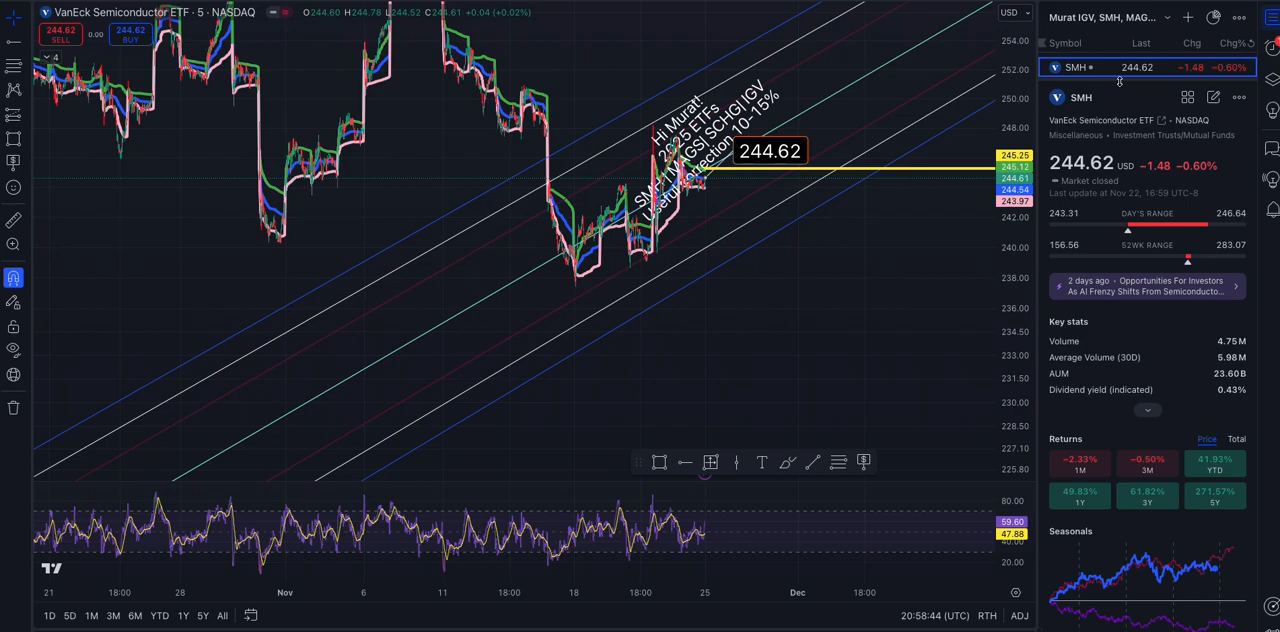 VanEck Semiconductor ETF · 5 · NASDAQ
O244.60 H244.78 L244.52 C244.61 +0.04 (+0.02%)
USD
244.62
SELL
0.00
244.62
BUY
4
254.00
252.00
250.00
248.00
245.25
245.12
244.61
244.54
243.97
242.00
240.00
238.00
236.00
234.50
233.00
231.50
230.00
228.50
227.10
225.80
Hi Murat!
2025 ETFs
244.62
80.00
59.60
47.88
40.00
20.00
21
18:00
28
Nov
6
11
18:00
18
18:00
25
Dec
18:00
1D
5D
1M
3M
6M
YTD
1Y
5Y
All
20:58:44 (UTC)
RTH
ADJ
Murat IGV, SMH, MAG...
Symbol
Last
Chg
Chg%
SMH
244.62
−1.48
−0.60%
SMH
VanEck Semiconductor ETF · NASDAQ
Miscellaneous • Investment Trusts/Mutual Funds
244.62 USD −1.48 −0.60%
Market closed
Last update at Nov 22, 16:59 UTC-8
243.31
DAY'S RANGE
246.64
156.56
52WK RANGE
283.07
2 days ago · Opportunities For Investors
As AI Frenzy Shifts From Semiconducto...
Key stats
Volume
4.75 M
Average Volume (30D)
5.98 M
AUM
23.60 B
Dividend yield (indicated)
0.43%
Returns
Price
Total
−2.33%
1M
−0.50%
3M
41.93%
YTD
49.83%
1Y
61.82%
3Y
271.57%
5Y
Seasonals